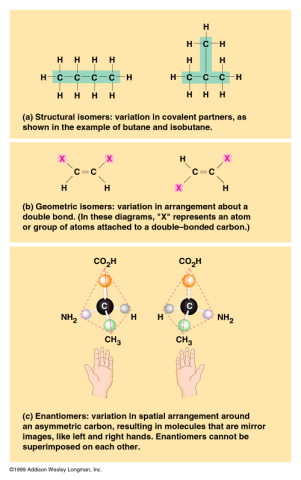 H
H C H
H H H H
H C C C C H
H C C C H
H H H H
H H H
(a) Structural isomers: variation in covalent partners, as
shown in the example of butane and isobutane.
X X
C = C
H H
H X
C = C
X H
(b) Geometric isomers: variation in arrangement about a
double bond. (In these diagrams, "X" represents an atom
or group of atoms attached to a double–bonded carbon.)
CO2H CO2H
C C
NH2 H H NH2
CH3 CH3
(c) Enantiomers: variation in spatial arrangement around
an asymmetric carbon, resulting in molecules that are mirror
images, like left and right hands. Enantiomers cannot be
superimposed on each other.
©1999 Addison Wesley Longman, Inc.